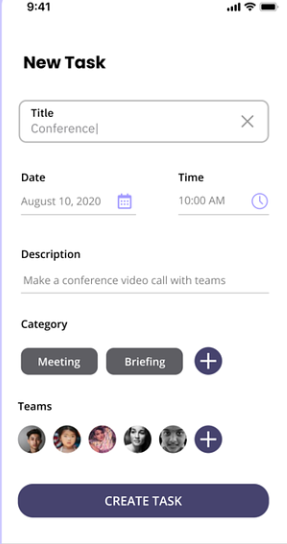 9:41
New Task
Title
Conference
Date
Time
August 10, 2020
10:00 AM
Description
Make a conference video call with teams
Category
Meeting
Briefing
Teams
CREATE TASK